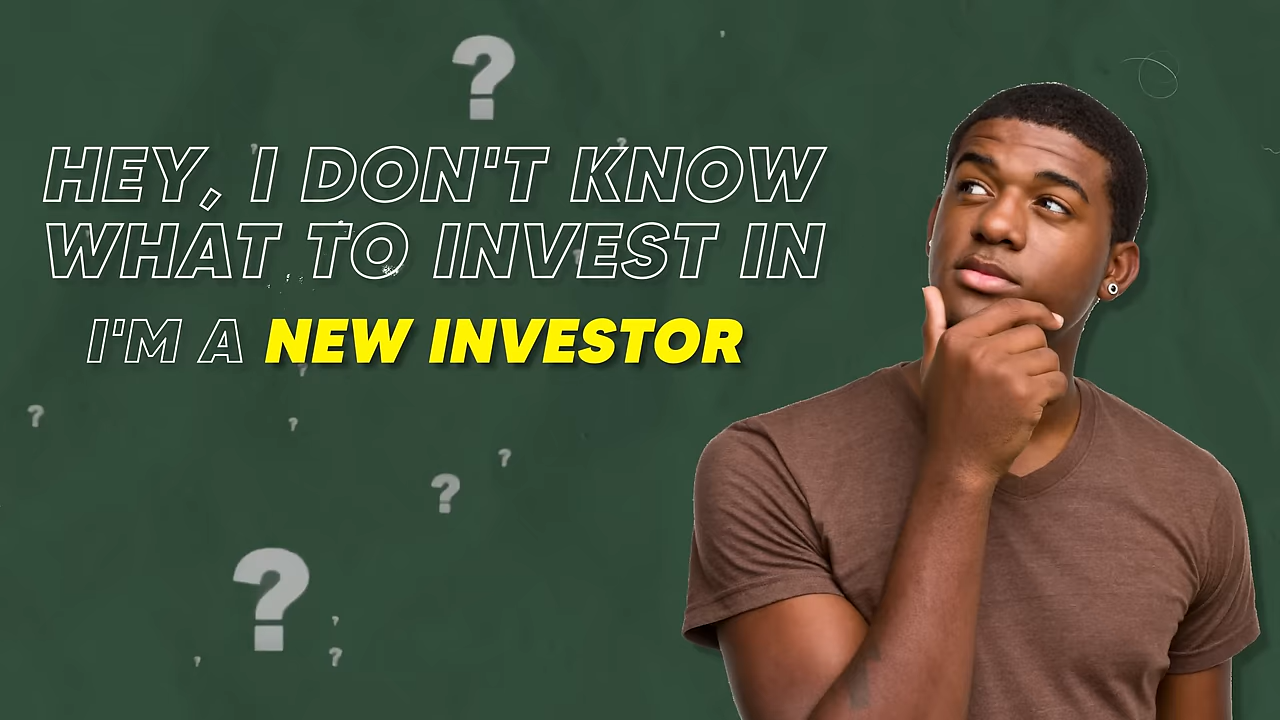 HEY, I DON'T KNOW
WHAT TO INVEST IN
I'M A NEW INVESTOR